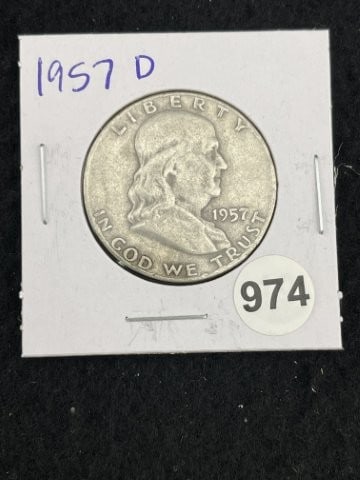 1957 D
LIBERTY
1957
IN GOD WE TRUST
974